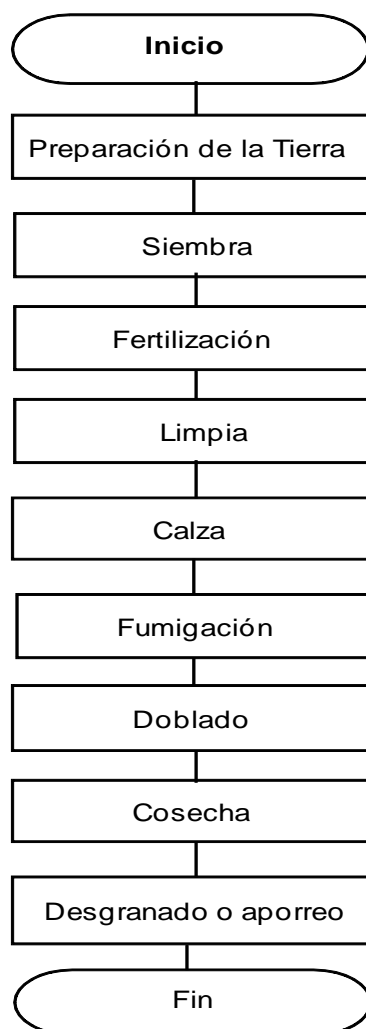 Inicio
Preparación de la Tierra
Siembra
Fertilización
Limpia
Calza
Fumigación
Doblado
Cosecha
Desgranado o aporreo
Fin